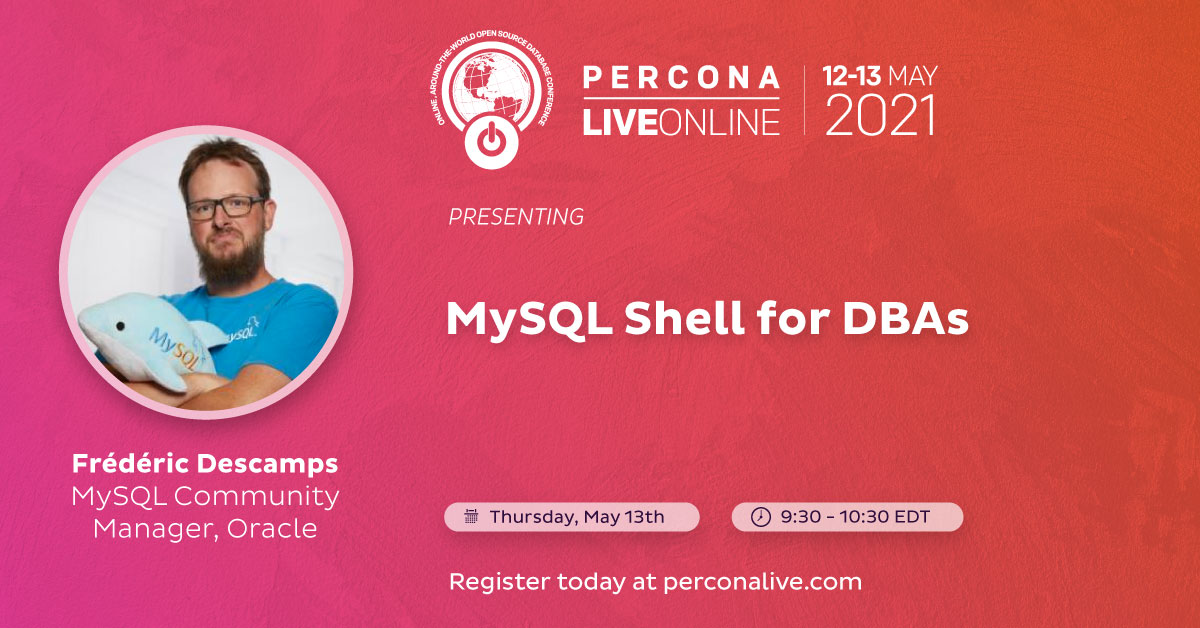 ONLINE, AROUND-THE-WORLD OPEN SOURCE DATABASE CONFERENCE
PERCONA
LIVEONLINE
12-13 MAY
2021
PRESENTING
MySQL Shell for DBAs
MySQL
MySQL
Frédéric Descamps
MySQL Community
Manager, Oracle
Thursday, May 13th
9:30 - 10:30 EDT
Register today at perconalive.com